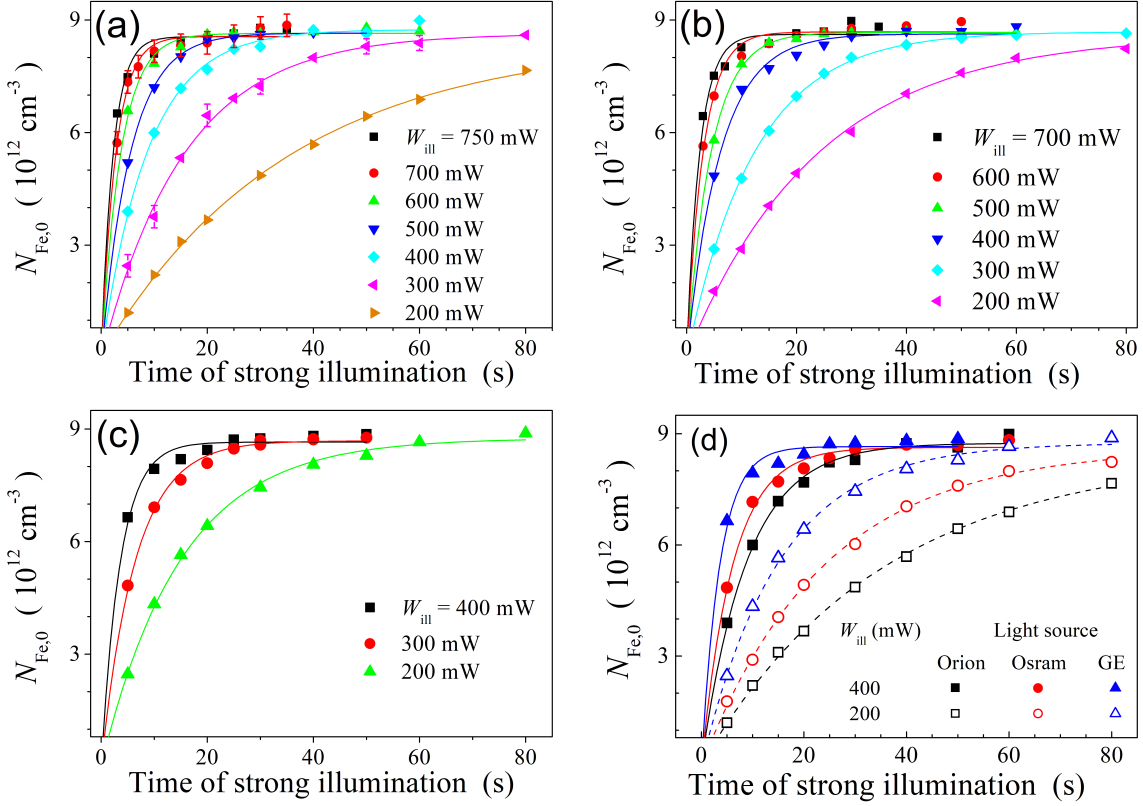 (a)
N_Fe,0 ( 10^12 cm^-3 )
9
6
3
W_ill = 750 mW
700 mW
600 mW
500 mW
400 mW
300 mW
200 mW
0 20 40 60 80
Time of strong illumination (s)
(b)
N_Fe,0 ( 10^12 cm^-3 )
9
6
3
W_ill = 700 mW
600 mW
500 mW
400 mW
300 mW
200 mW
0 20 40 60 80
Time of strong illumination (s)
(c)
N_Fe,0 ( 10^12 cm^-3 )
9
6
3
W_ill = 400 mW
300 mW
200 mW
0 20 40 60 80
Time of strong illumination (s)
(d)
N_Fe,0 ( 10^12 cm^-3 )
9
6
3
W_ill (mW) Light source
Orion Osram GE
400
200
0 20 40 60 80
Time of strong illumination (s)